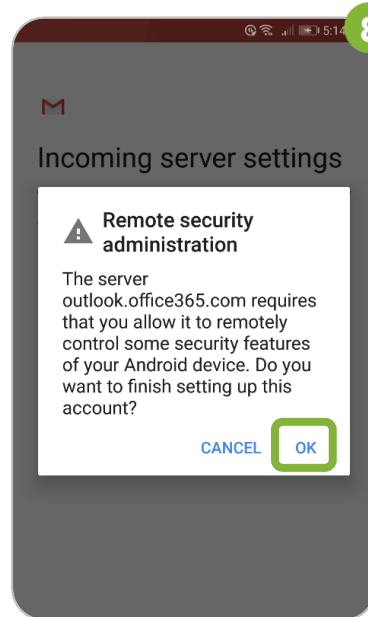 5:14
8
Incoming server settings
Remote security
administration
The server
outlook.office365.com requires
that you allow it to remotely
control some security features
of your Android device. Do you
want to finish setting up this
account?
CANCEL OK